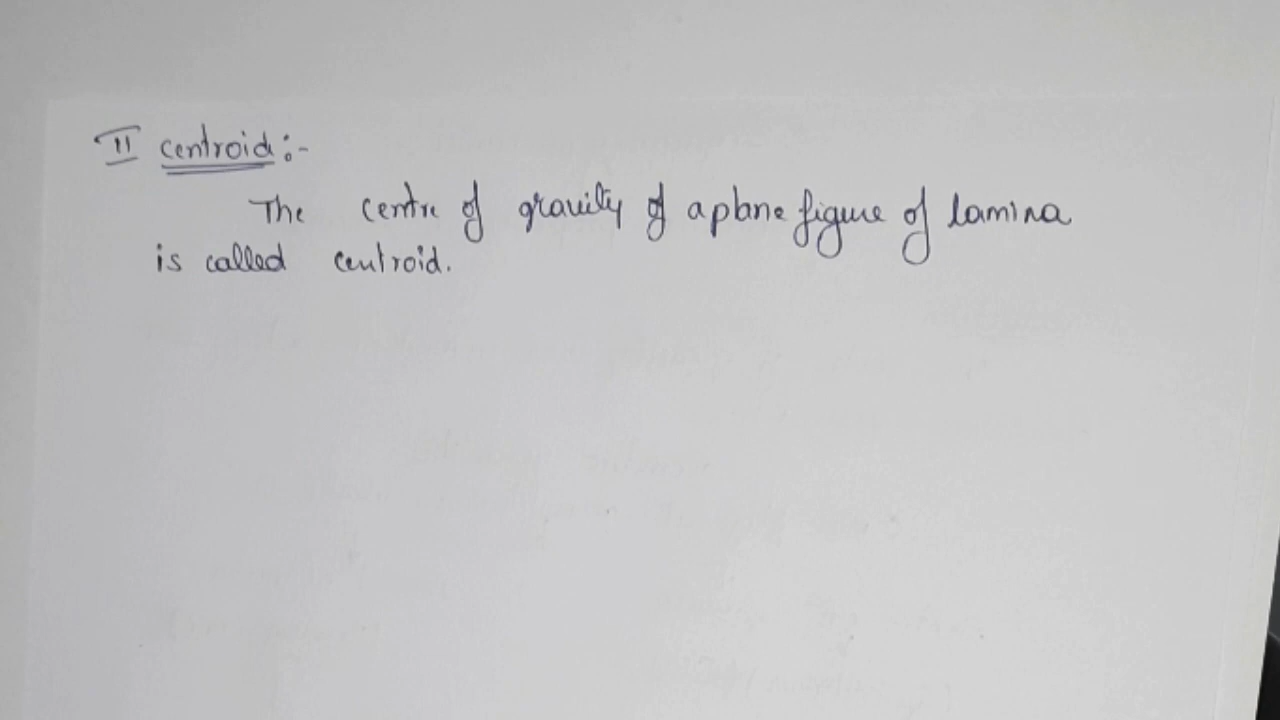 II centroid:-
The centre of gravity of a plane figure of lamina
is called centroid.